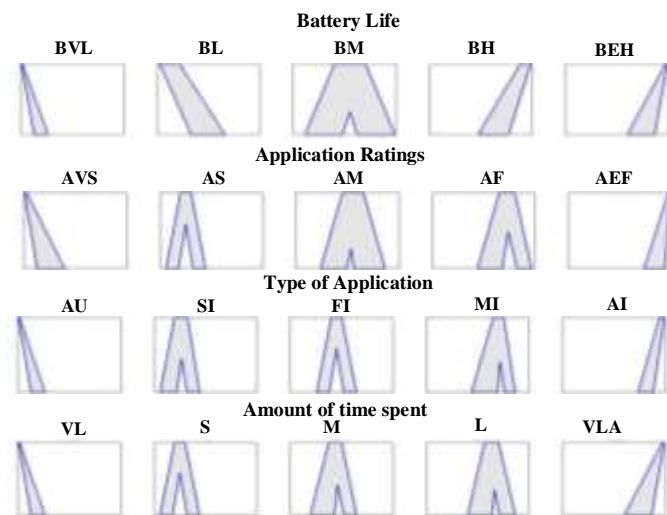 Battery Life
BVL BL BM BH BEH
Application Ratings
AVS AS AM AF AEF
Type of Application
AU SI FI MI AI
Amount of time spent
VL S M L VLA